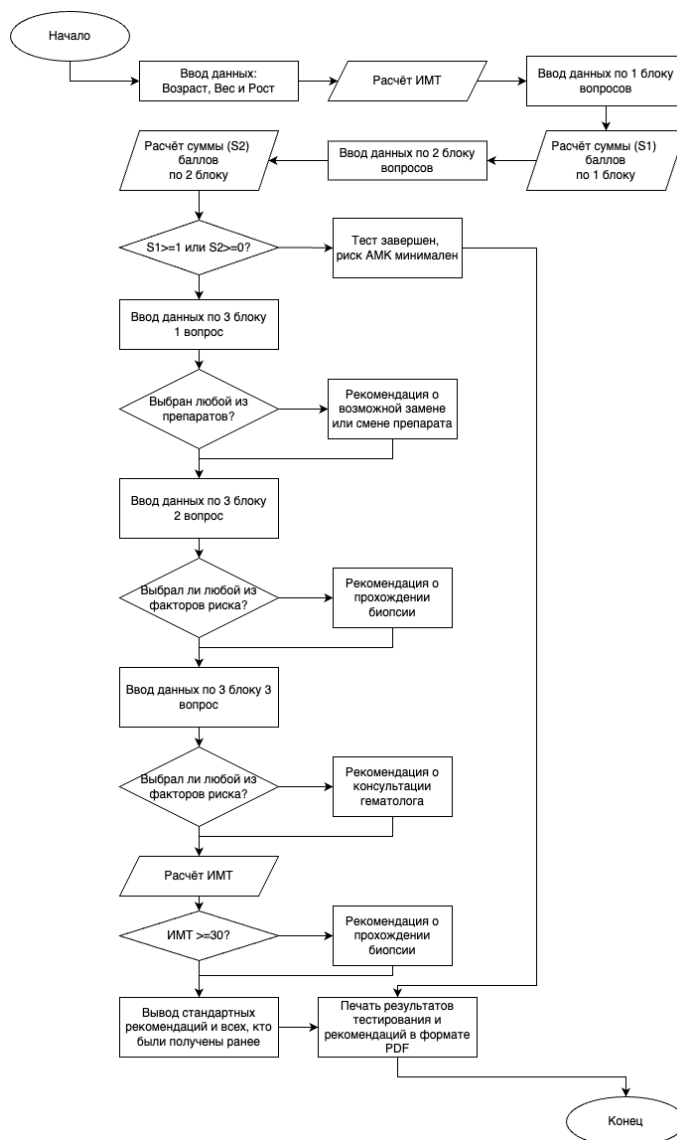 Начало
Ввод данных:
Возраст, Вес и Рост
Расчёт ИМТ
Ввод данных по 1 блоку
вопросов
Расчёт суммы (S1)
баллов
по 1 блоку
Ввод данных по 2 блоку
вопросов
Расчёт суммы (S2)
баллов
по 2 блоку
S1>=1 или S2>=0?
Тест завершен,
риск АМК минимален
Ввод данных по 3 блоку
1 вопрос
Выбран любой из
препаратов?
Рекомендация о
возможной замене
или смене препарата
Ввод данных по 3 блоку
2 вопрос
Выбрал ли любой из
факторов риска?
Рекомендация о
прохождении
биопсии
Ввод данных по 3 блоку 3
вопрос
Выбрал ли любой из
факторов риска?
Рекомендация о
консультации
гематолога
Расчёт ИМТ
ИМТ >=30?
Рекомендация о
прохождении
биопсии
Вывод стандартных
рекомендаций и всех, кто
были получены ранее
Печать результатов
тестирования и
рекомендаций в формате
PDF
Конец